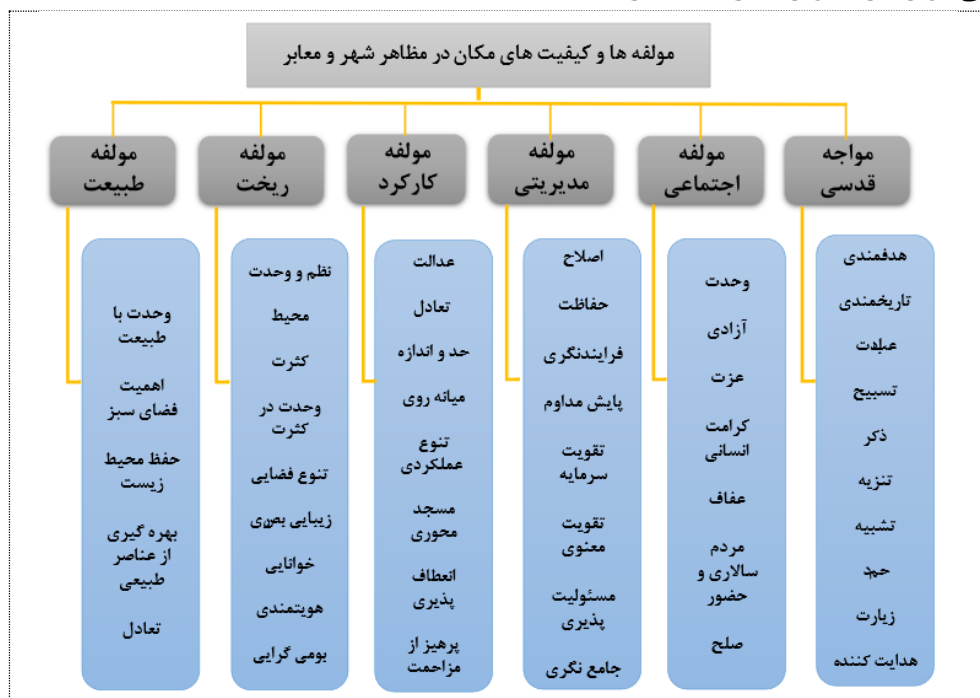 مولفه ها و کیفیت های مکان در مظاهر شهر و معابر
مواجه
قدسی
هدفمندی
تاریخمندی
عبادت
تسبیح
ذکر
تنزیه
تشبیه
حمد
زیارت
هدایت کننده
مولفه
اجتماعی
وحدت
آزادی
عزت
کرامت
انسانی
عفاف
مردم
سالاری و
حضور
صلح
مولفه
مدیریتی
اصلاح
حفاظت
فرایندنگری
پایش مداوم
تقویت
سرمایه
تقویت
معنوی
مسئولیت
پذیری
جامع نگری
مولفه
کارکرد
عدالت
تعادل
حد و اندازه
میانه روی
تنوع
عملکردی
مسجد
محوری
انعطاف
پذیری
پرهیز از
مزاحمت
مولفه
ریخت
نظم و وحدت
محیط
کثرت
وحدت در
کثرت
تنوع فضایی
زیبایی بصری
خوانایی
هویتمندی
بومی گرایی
مولفه
طبیعت
وحدت با
طبیعت
اهمیت
فضای سبز
حفظ محیط
زیست
بهره گیری
از عناصر
طبیعی
تعادل